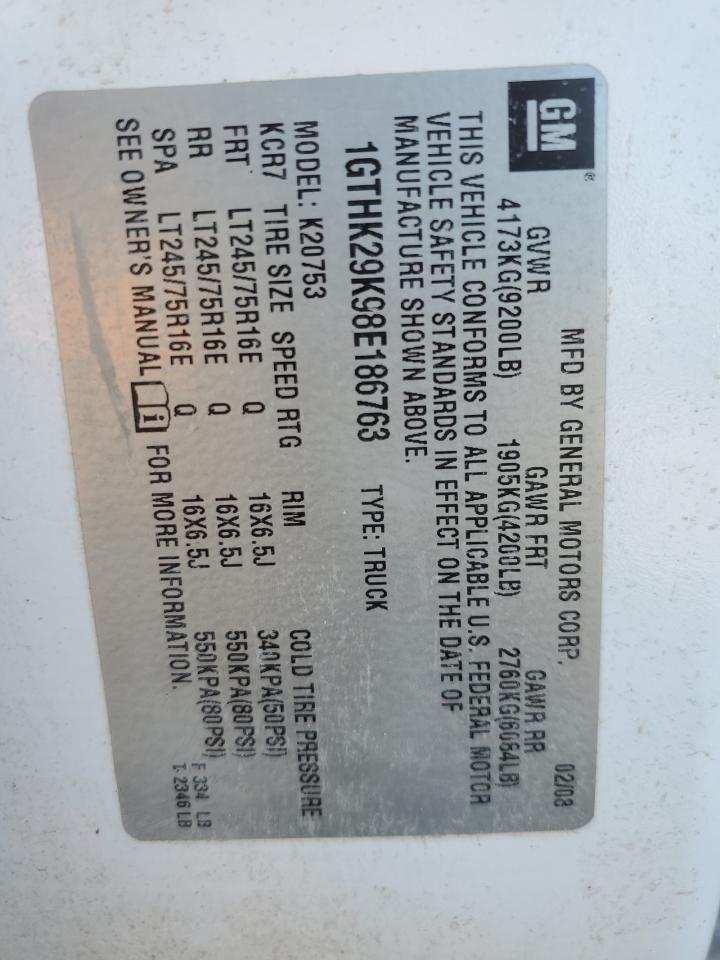 GM®
MFD BY GENERAL MOTORS CORP. 02/08
GVWR GAWR FRT GAWR RR
4173KG(9200LB) 1905KG(4200LB) 2760KG(6084LB)
THIS VEHICLE CONFORMS TO ALL APPLICABLE U.S. FEDERAL MOTOR
VEHICLE SAFETY STANDARDS IN EFFECT ON THE DATE OF
MANUFACTURE SHOWN ABOVE.
1GTHK29K98E186763 TYPE: TRUCK
MODEL: K20753
KCR7 TIRE SIZE SPEED RTG RIM COLD TIRE PRESSURE
FRT LT245/75R16E Q 16X6.5J 340KPA(50PSI)
RR LT245/75R16E Q 16X6.5J 550KPA(80PSI)
SPA LT245/75R16E Q 16X6.5J 550KPA(80PSI)
SEE OWNER'S MANUAL i FOR MORE INFORMATION.
F 334 LB
T 2346 LB